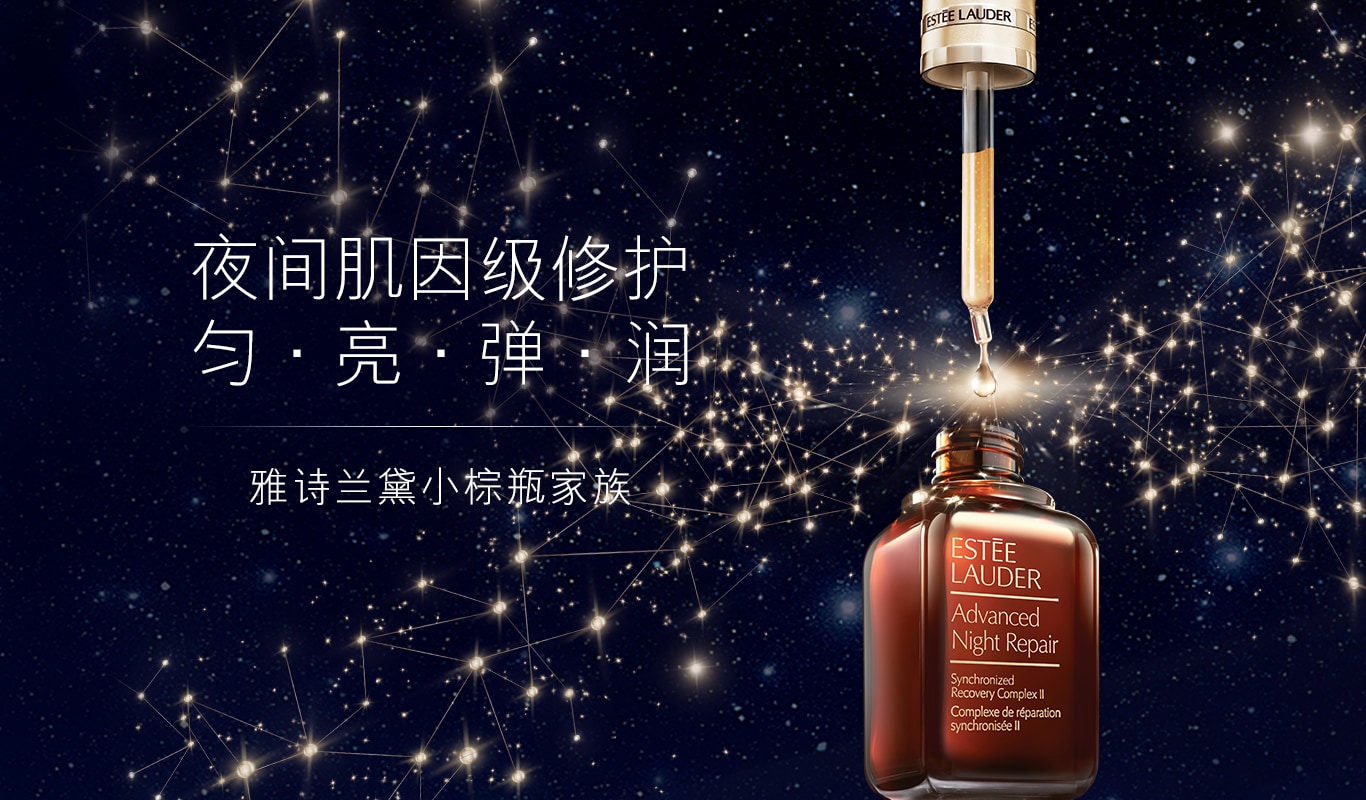 ESTĒE LAUDER
夜间肌因级修护
匀·亮·弹·润
雅诗兰黛小棕瓶家族
ESTĒE
LAUDER
Advanced
Night Repair
Synchronized
Recovery Complex II
Complexe de réparation
synchronisée II